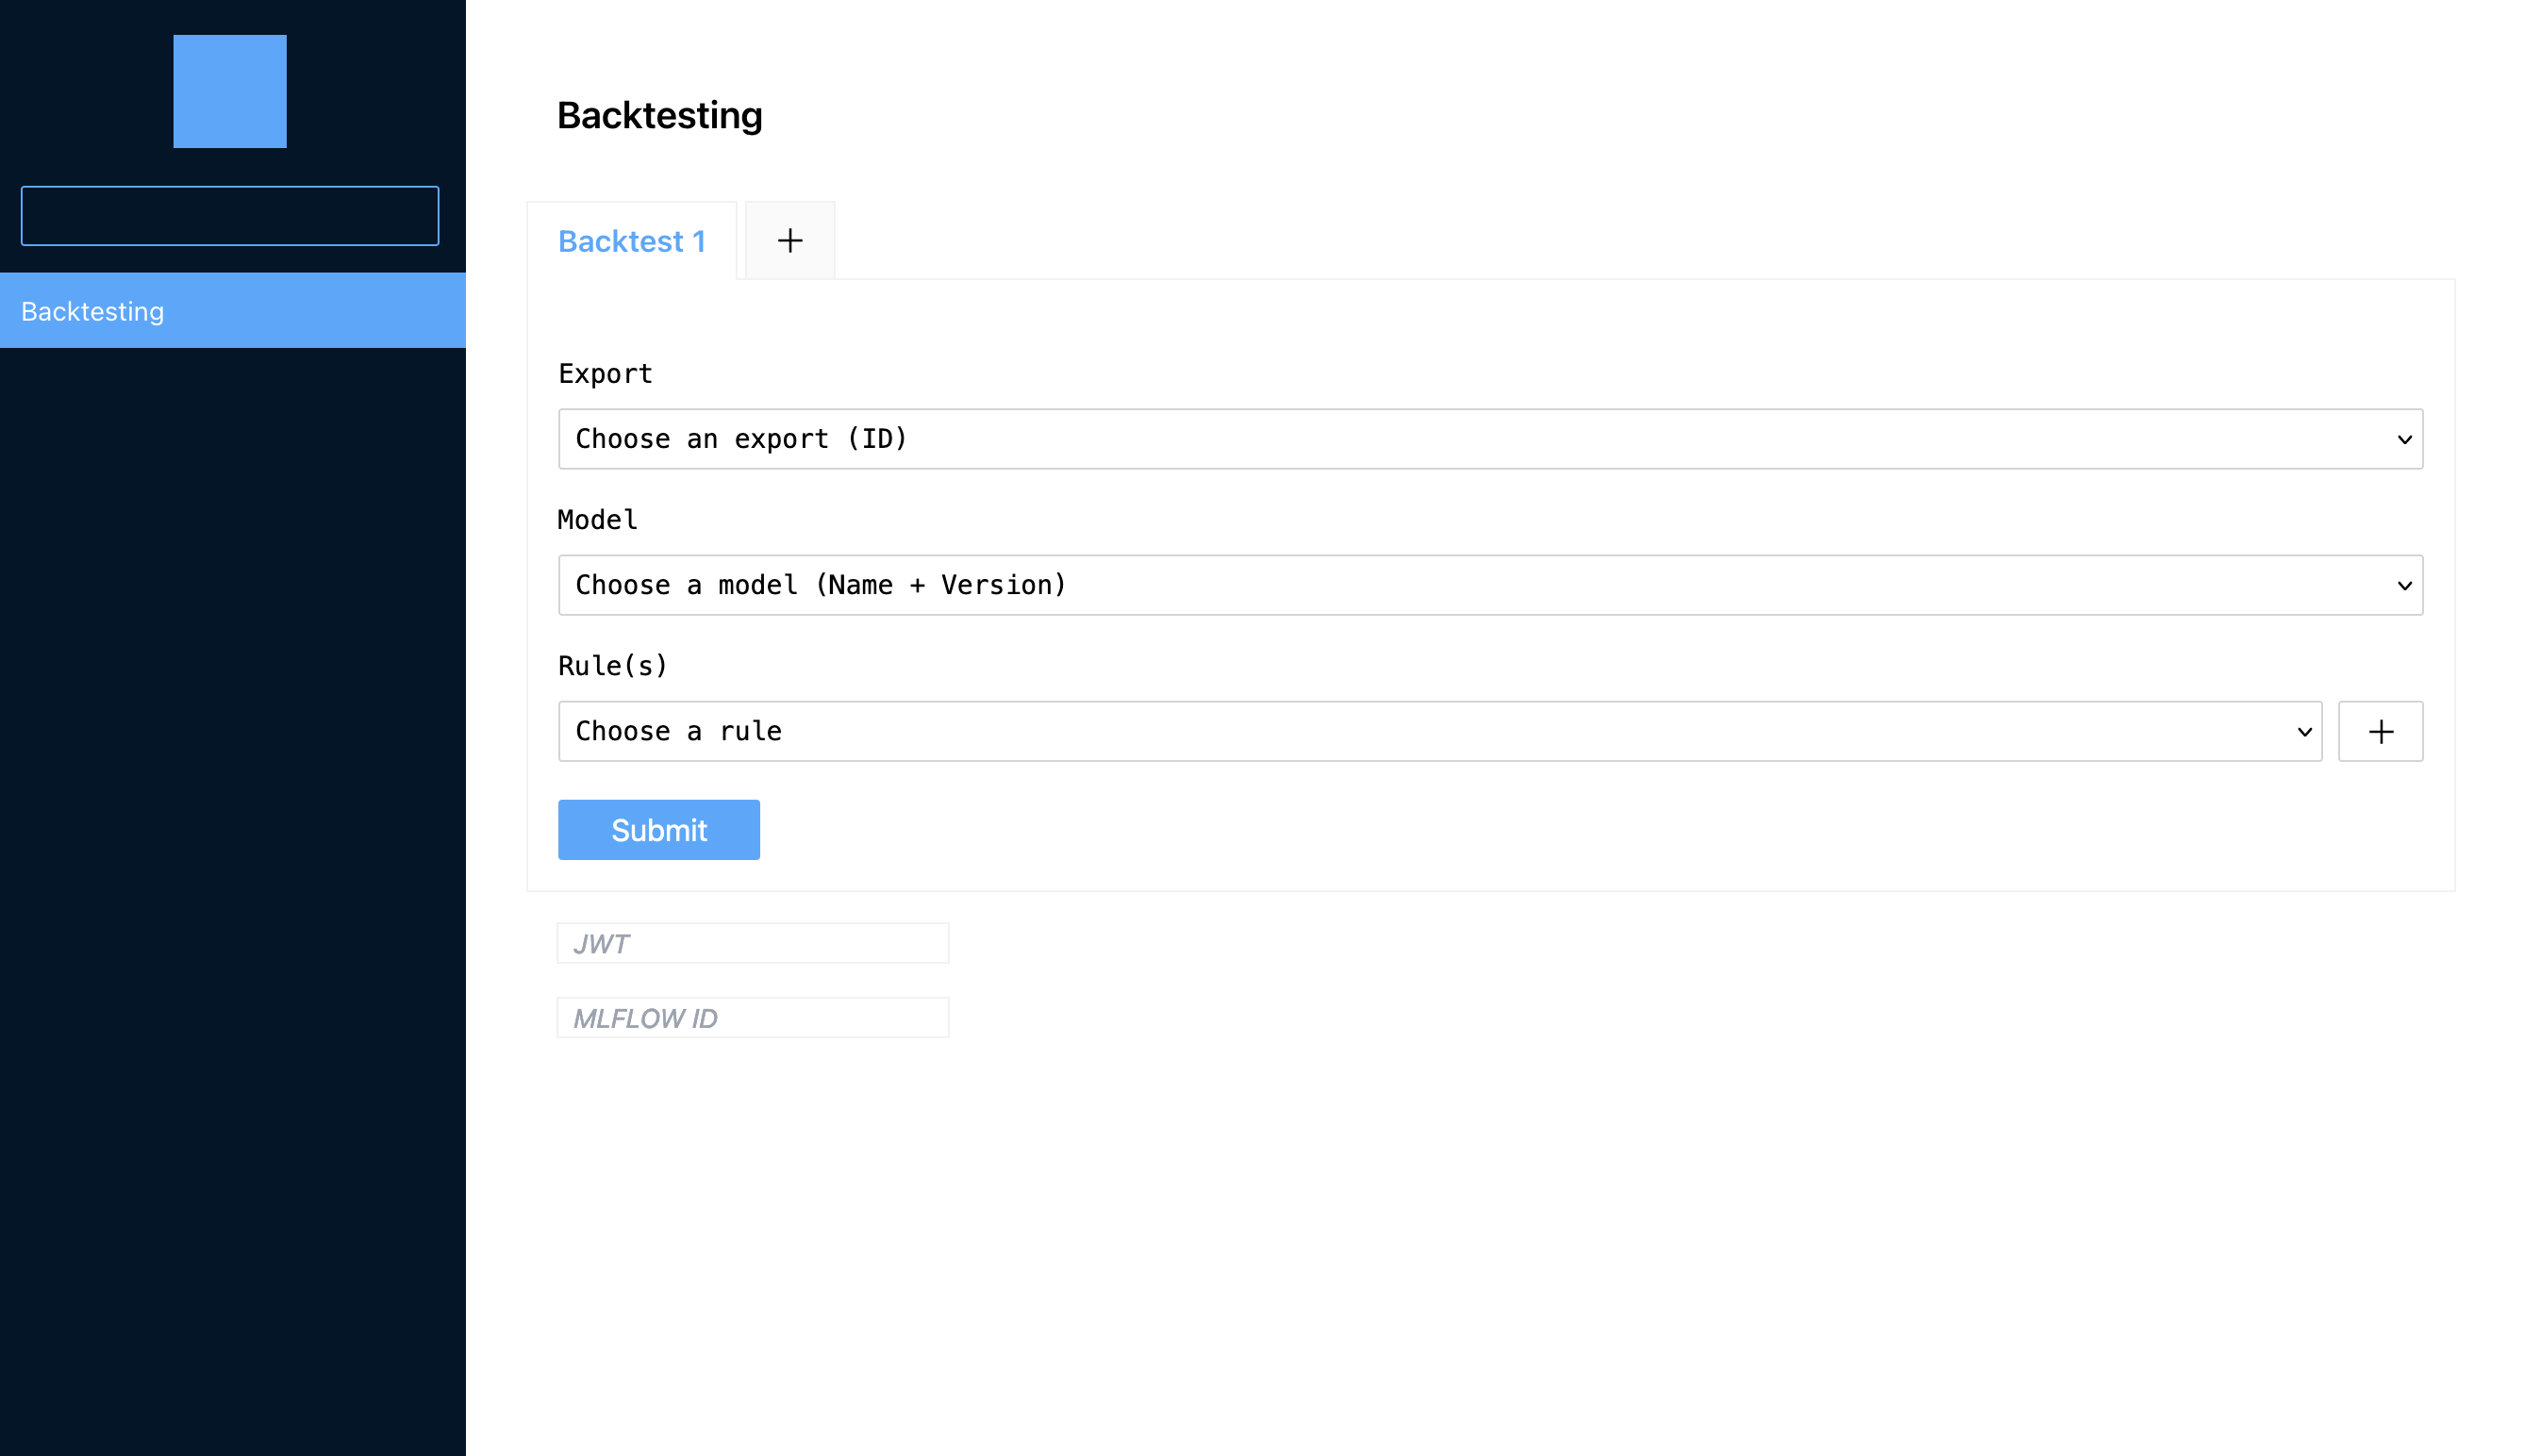 Backtesting
Backtesting
Backtest 1
+
Export
Choose an export (ID)
Model
Choose a model (Name + Version)
Rule(s)
Choose a rule
+
Submit
JWT
MLFLOW ID